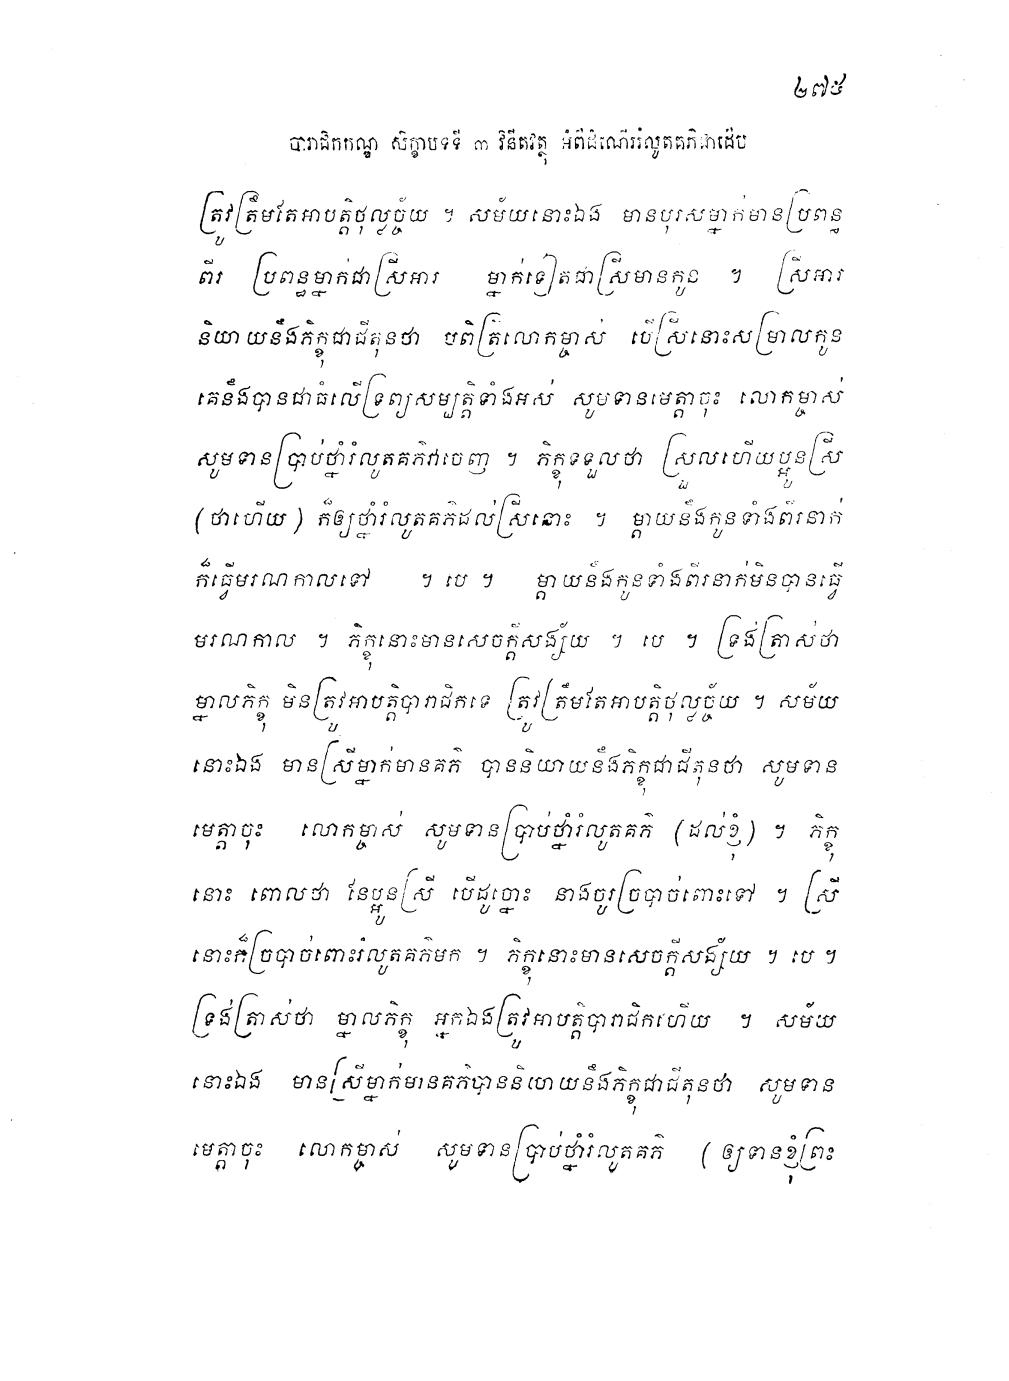 ២៧៥
បារាជិកកណ្ឌ សិក្ខាបទទី ៣ វិនីតវត្ថុ អំពីដំណើររំលូតគភ៌ជាដើម
ត្រូវត្រឹមតែអាបត្តិថុល្លច្ច័យ ។ សម័យនោះឯង មានបុរសម្នាក់មានប្រពន្ធ
ពីរ ប្រពន្ធម្នាក់ជាស្រីអារ ម្នាក់ទៀតជាស្រីមានកូន ។ ស្រីអារ
និយាយនឹងភិក្ខុជាជីតុនថា បពិត្រលោកម្ចាស់ បើស្រីនោះសម្រាលកូន
គេនឹងបានជាធំលើទ្រព្យសម្បត្តិទាំងអស់ សូមទានមេត្តាចុះ លោកម្ចាស់
សូមទានប្រាប់ថ្នាំរំលូតគភ៌វាចេញ ។ ភិក្ខុទទួលថា ស្រួលហើយប្អូនស្រី
(ថាហើយ) ក៏ឲ្យថ្នាំរំលូតគភ៌ដល់ស្រីនោះ ។ ម្តាយនឹងកូនទាំងពីរនាក់
ក៏ធ្វើមរណកាលទៅ ។ បេ ។ ម្តាយនឹងកូនទាំងពីរនាក់មិនបានធ្វើ
មរណកាល ។ ភិក្ខុនោះមានសេចក្តីសង្ស័យ ។ បេ ។ ទ្រង់ត្រាស់ថា
ម្នាលភិក្ខុ មិនត្រូវអាបត្តិបារាជិកទេ ត្រូវត្រឹមតែអាបត្តិថុល្លច្ច័យ ។ សម័យ
នោះឯង មានស្រីម្នាក់មានគភ៌ បាននិយាយនឹងភិក្ខុជាជីតុនថា សូមទាន
មេត្តាចុះ លោកម្ចាស់ សូមទានប្រាប់ថ្នាំរំលូតគភ៌ (ដល់ខ្ញុំ) ។ ភិក្ខុ
នោះ ពោលថា នែប្អូនស្រី បើដូច្នោះ នាងចូរច្របាច់ពោះទៅ ។ ស្រី
នោះក៏ច្របាច់ពោះរំលូតគភ៌មក ។ ភិក្ខុនោះមានសេចក្តីសង្ស័យ ។ បេ ។
ទ្រង់ត្រាស់ថា ម្នាលភិក្ខុ អ្នកឯងត្រូវអាបត្តិបារាជិកហើយ ។ សម័យ
នោះឯង មានស្រីម្នាក់មានគភ៌បាននិយាយនឹងភិក្ខុជាជីតុនថា សូមទាន
មេត្តាចុះ លោកម្ចាស់ សូមទានប្រាប់ថ្នាំរំលូតគភ៌ (ឲ្យទានខ្ញុំព្រះ